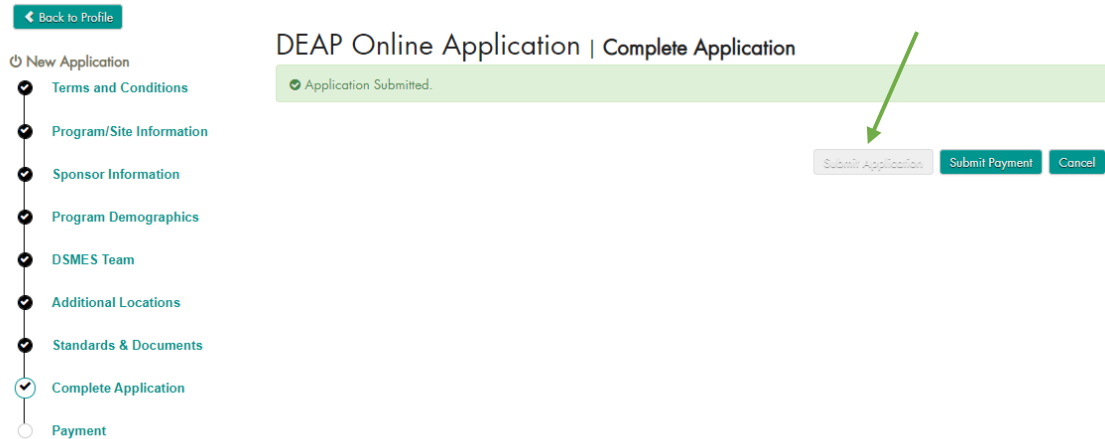 Back to Profile
New Application
Terms and Conditions
Program/Site Information
Sponsor Information
Program Demographics
DSMES Team
Additional Locations
Standards & Documents
Complete Application
Payment
DEAP Online Application | Complete Application
Application Submitted.
Submit Application Submit Payment Cancel